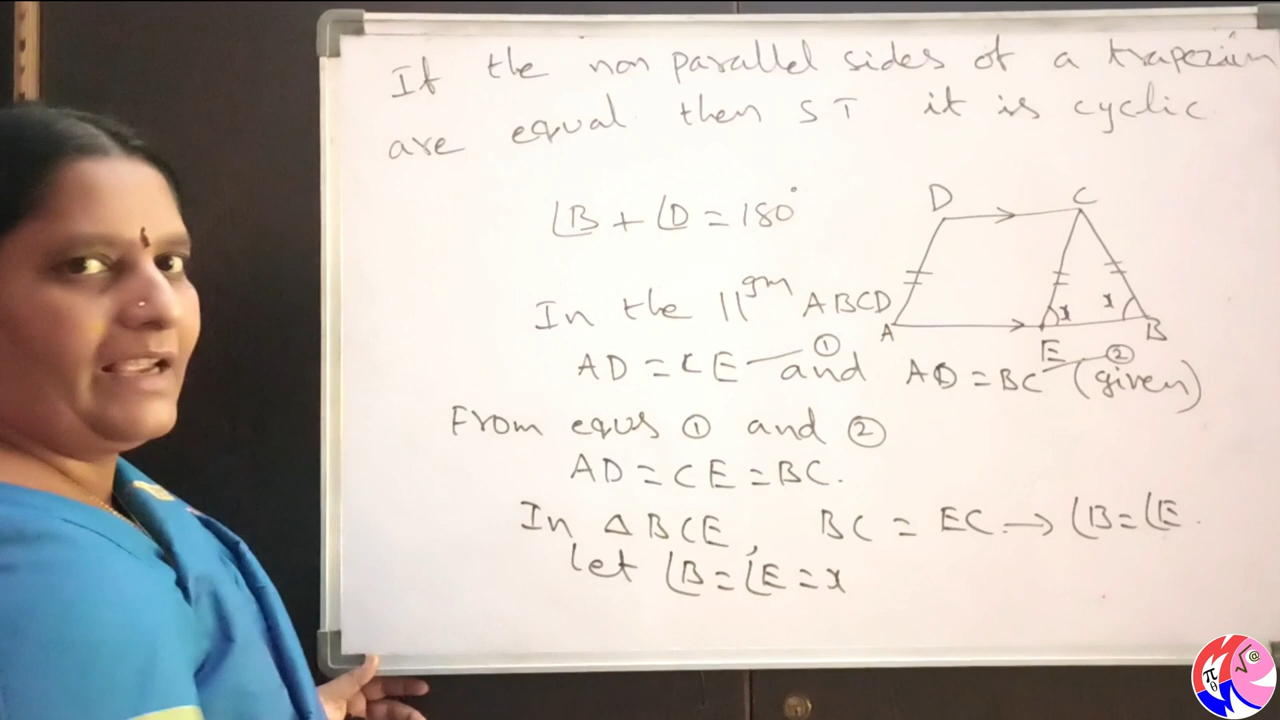 If the non parallel sides of a trapezium
are equal then S T it is cyclic
∠B + ∠D = 180°
D C
In the ||gm ABCD
A E B
x x
AD = CE — ① and AD = BC — ② (given)
From equs ① and ②
AD = CE = BC.
In △ BCE, BC = EC → ∠B = ∠E.
let ∠B = ∠E = x
π θ √ @